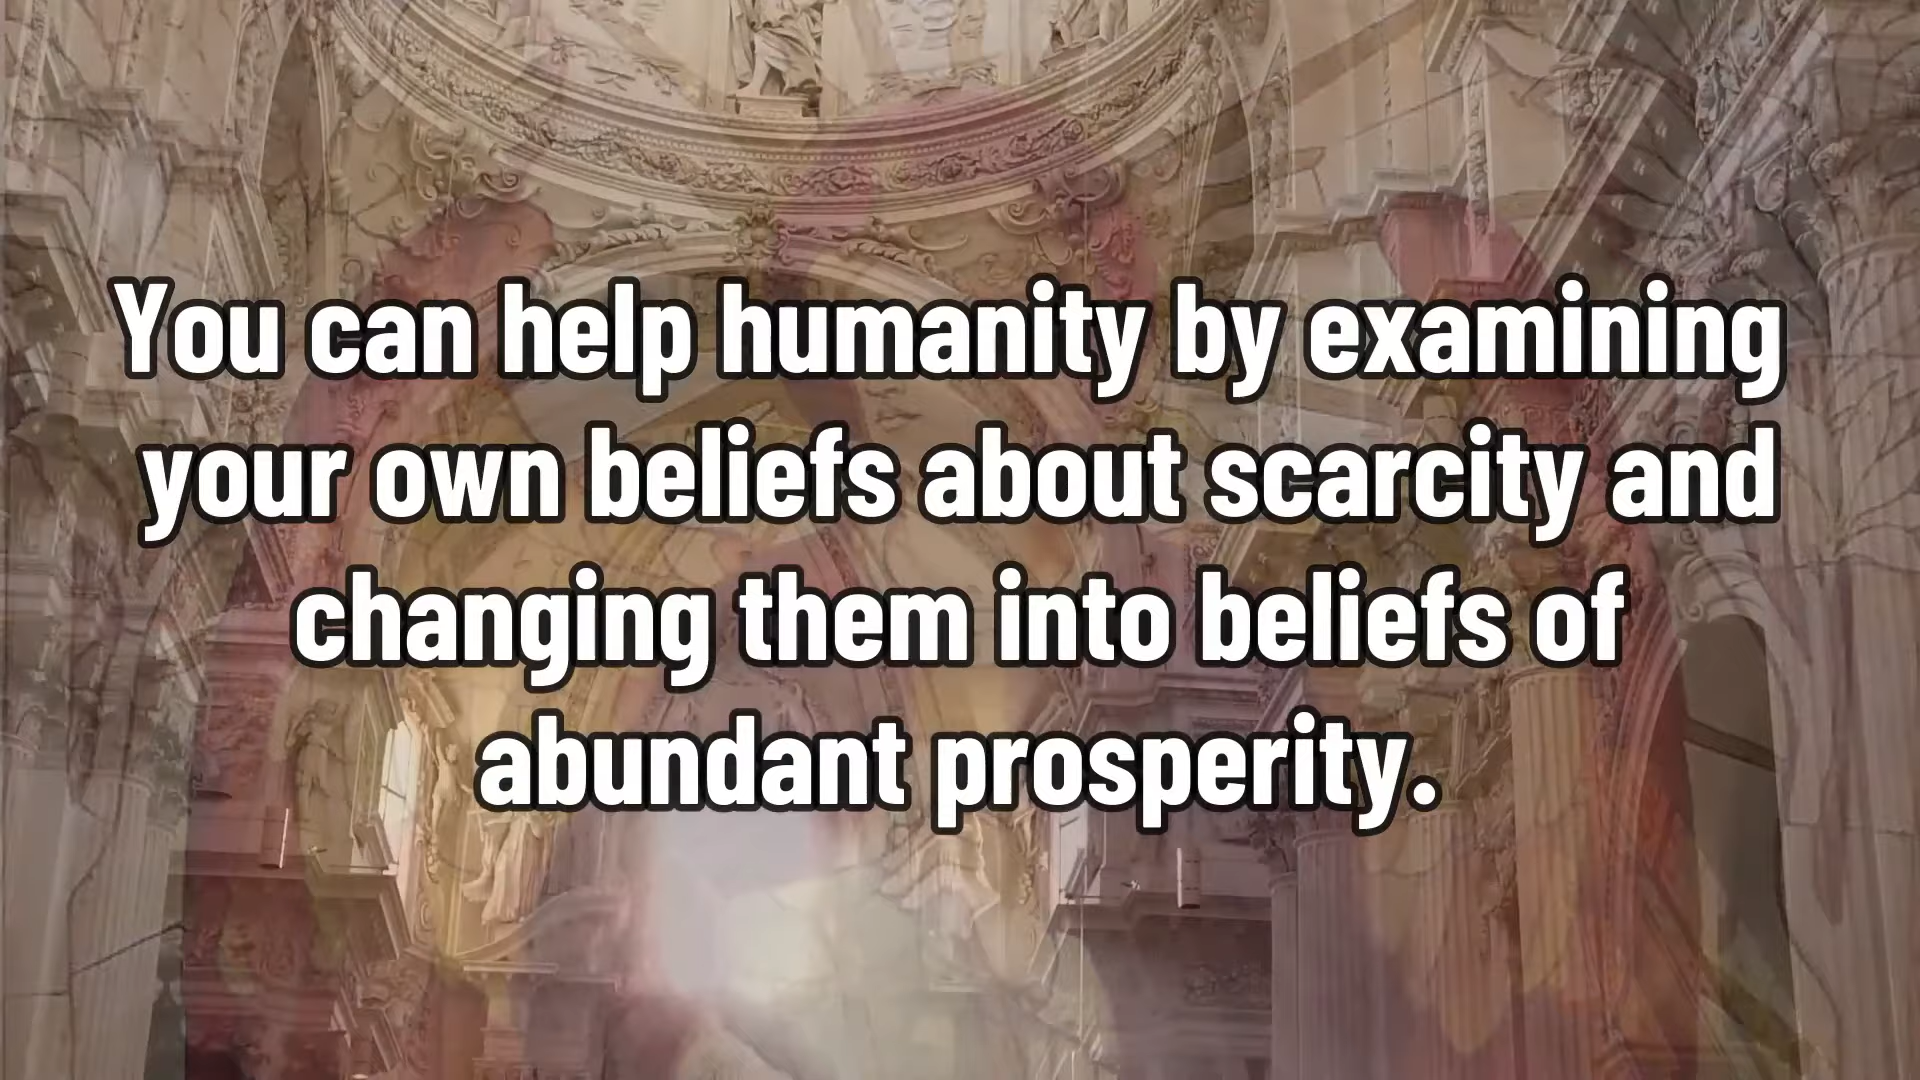 You can help humanity by examining
your own beliefs about scarcity and
changing them into beliefs of
abundant prosperity.